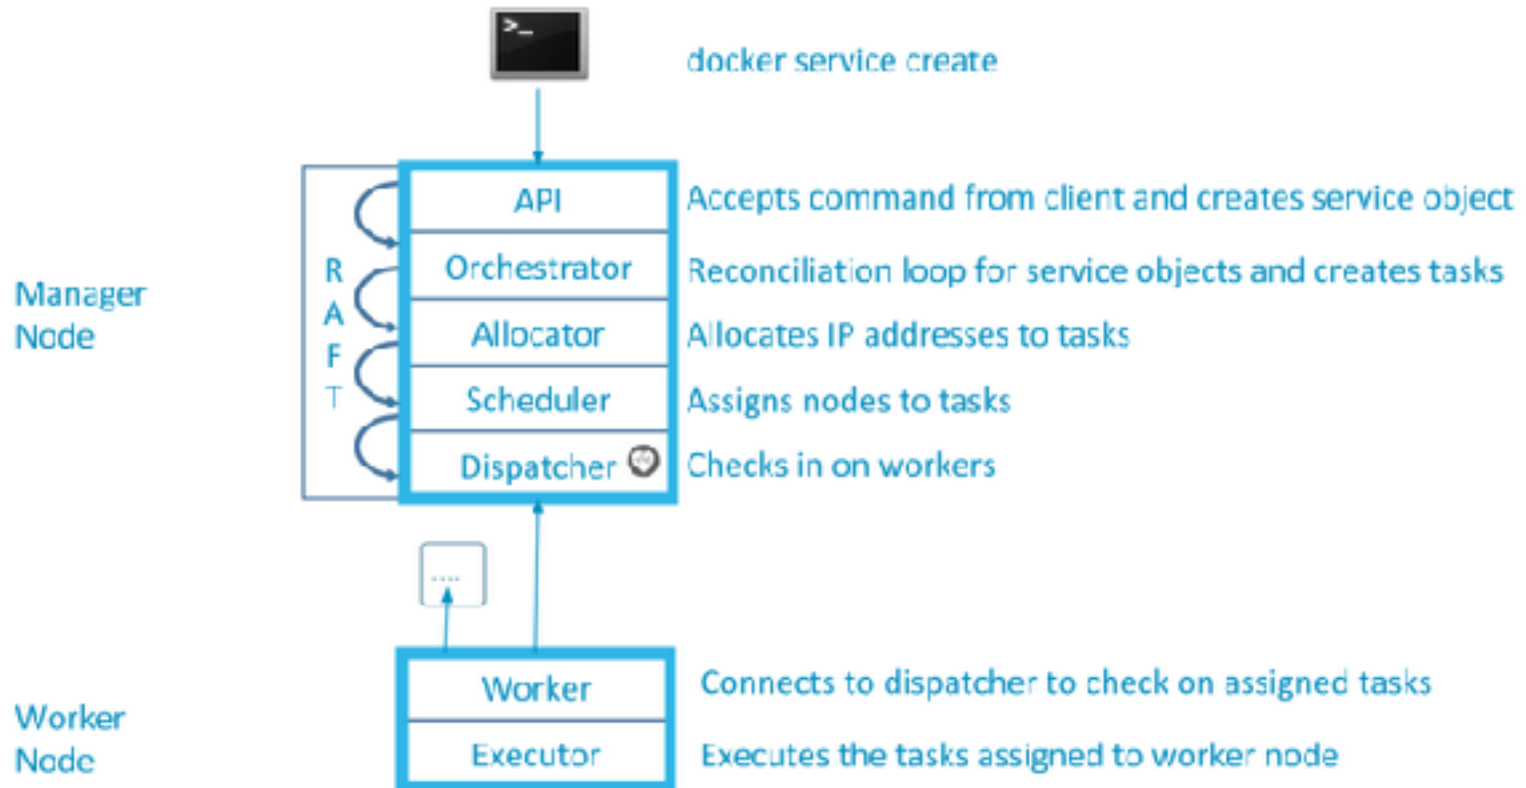 >_
docker service create
API
Accepts command from client and creates service object
Orchestrator
Reconciliation loop for service objects and creates tasks
Manager
Node
R
A
F
T
Allocator
Allocates IP addresses to tasks
Scheduler
Assigns nodes to tasks
Dispatcher
Checks in on workers
....
Worker
Connects to dispatcher to check on assigned tasks
Worker
Node
Executor
Executes the tasks assigned to worker node